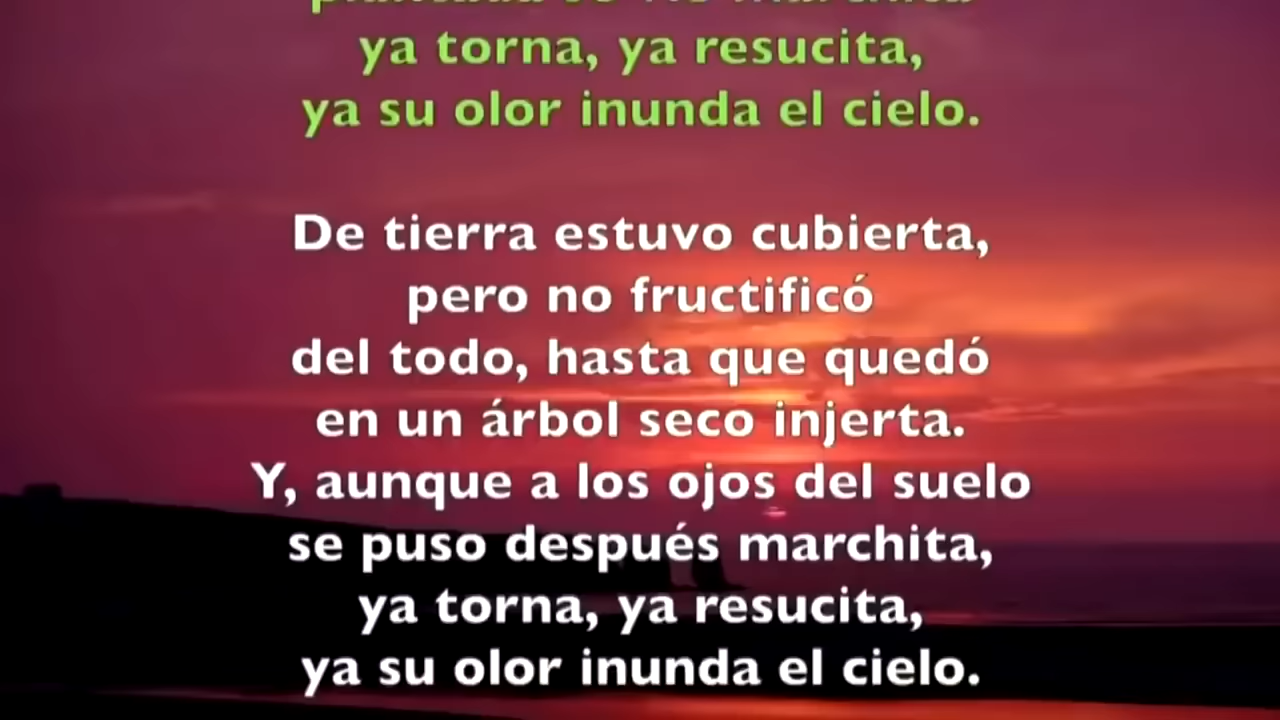 ya torna, ya resucita,
ya su olor inunda el cielo.
De tierra estuvo cubierta,
pero no fructificó
del todo, hasta que quedó
en un árbol seco injerta.
Y, aunque a los ojos del suelo
se puso después marchita,
ya torna, ya resucita,
ya su olor inunda el cielo.